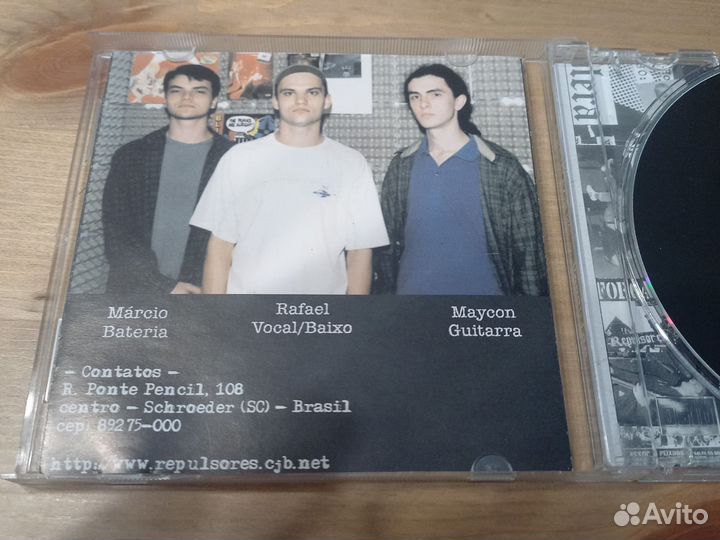 Márcio
Bateria
Rafael
Vocal/Baixo
Maycon
Guitarra
- Contatos -
R. Ponte Pencil, 108
centro - Schroeder (SC) - Brasil
cep: 89275-000
http://www.repulsores.cjb.net
Avito